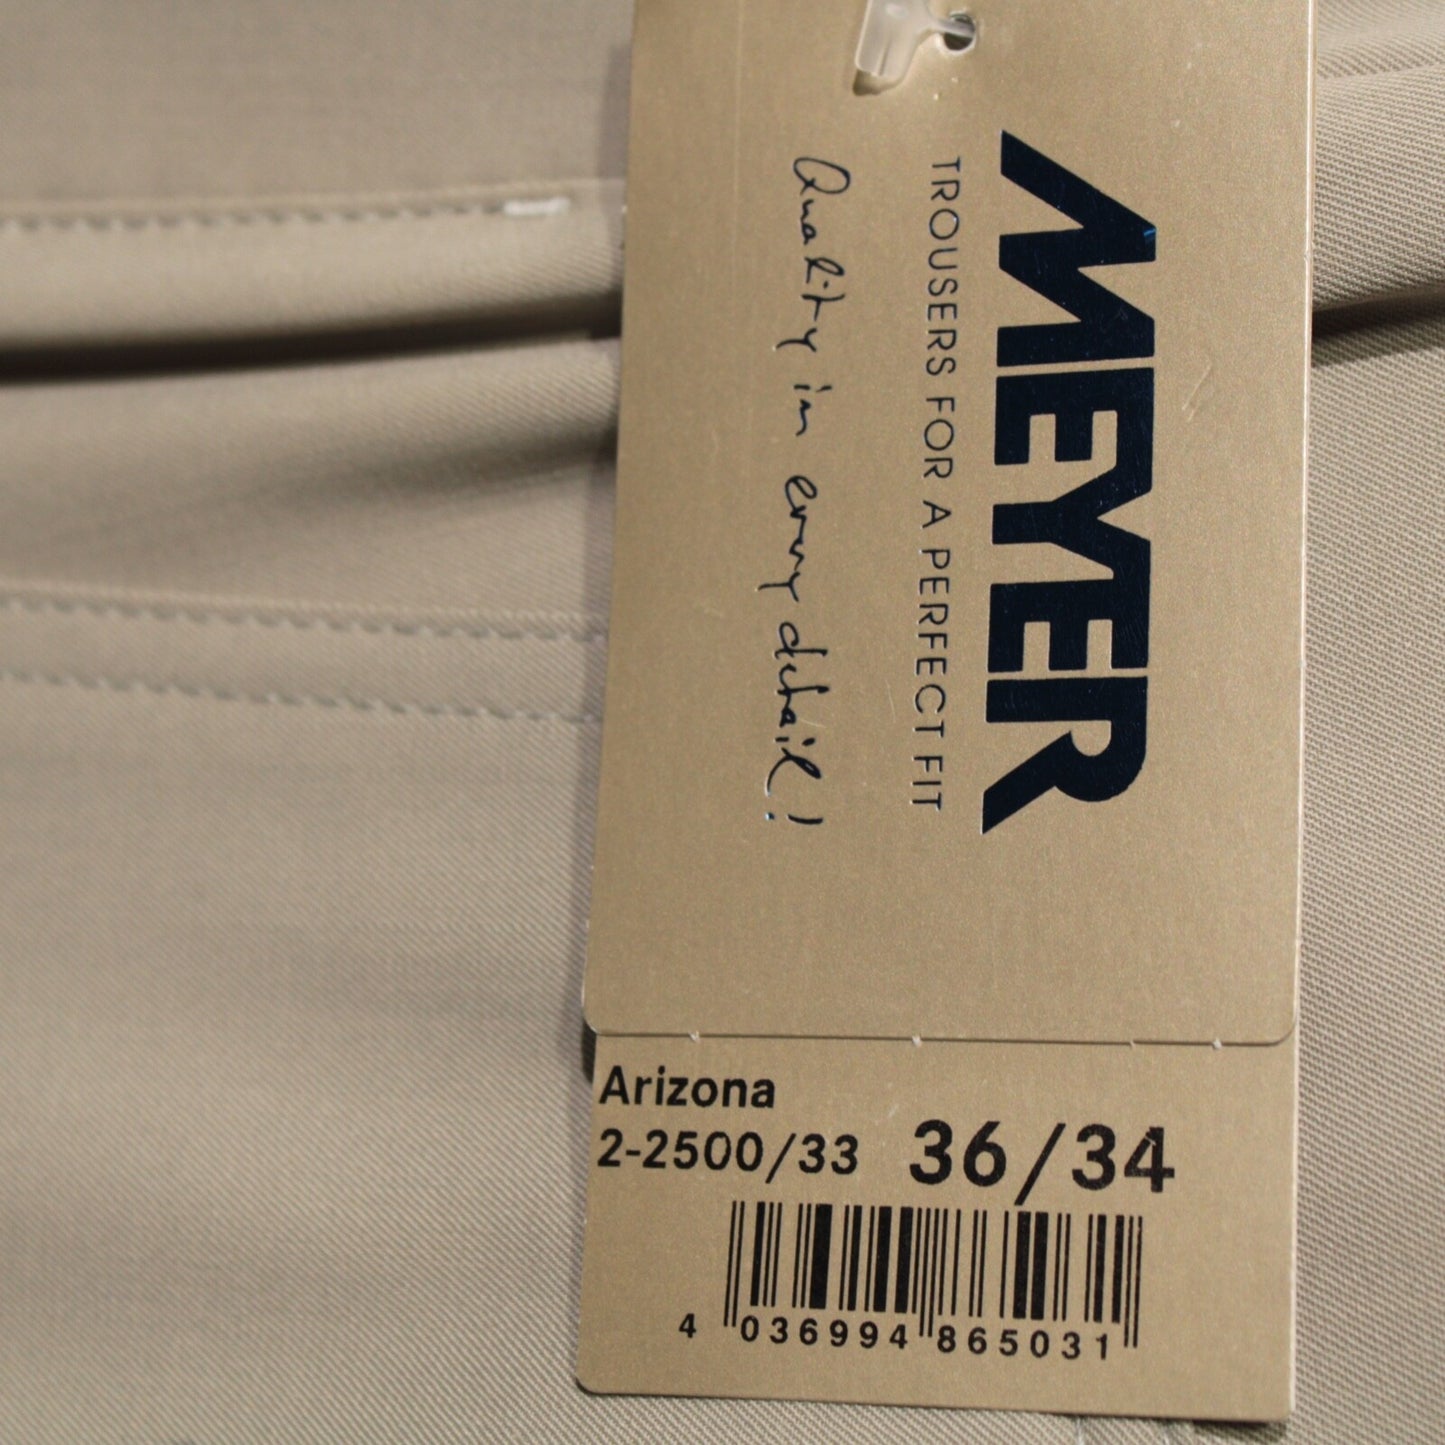 MEYER
TROUSERS FOR A PERFECT FIT
Quality in every detail!
Arizona
2-2500/33 36/34
4 036994 865031